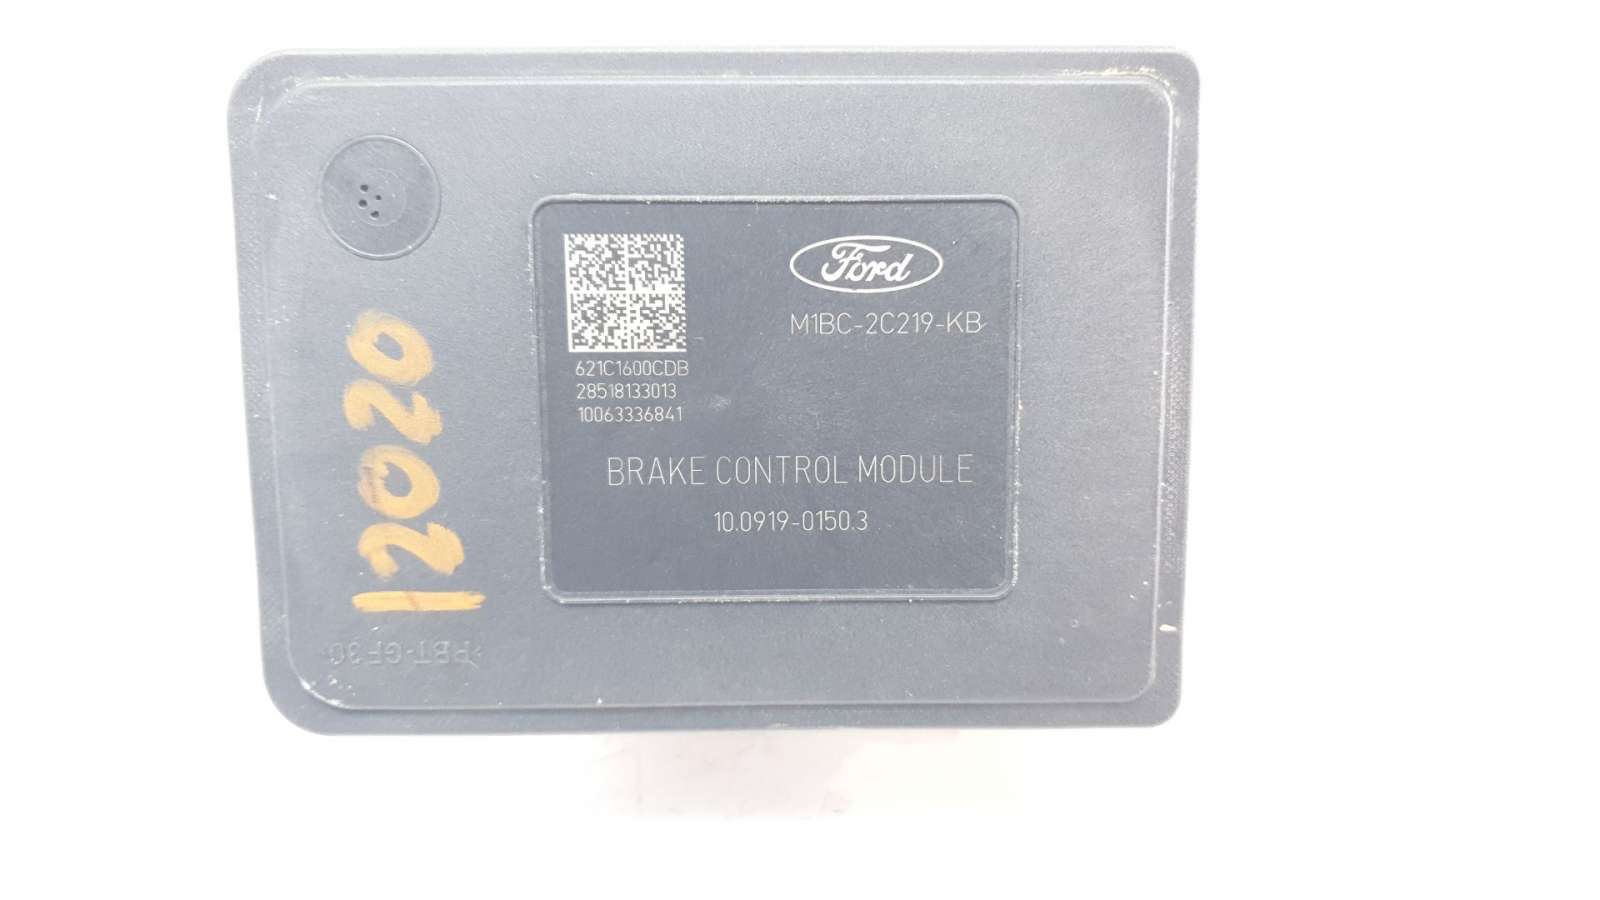 Ford
M1BC-2C219-KB
621C1600CDB
28518133013
10063336841
BRAKE CONTROL MODULE
10.0919-0150.3
12020
>PBT-GF30<